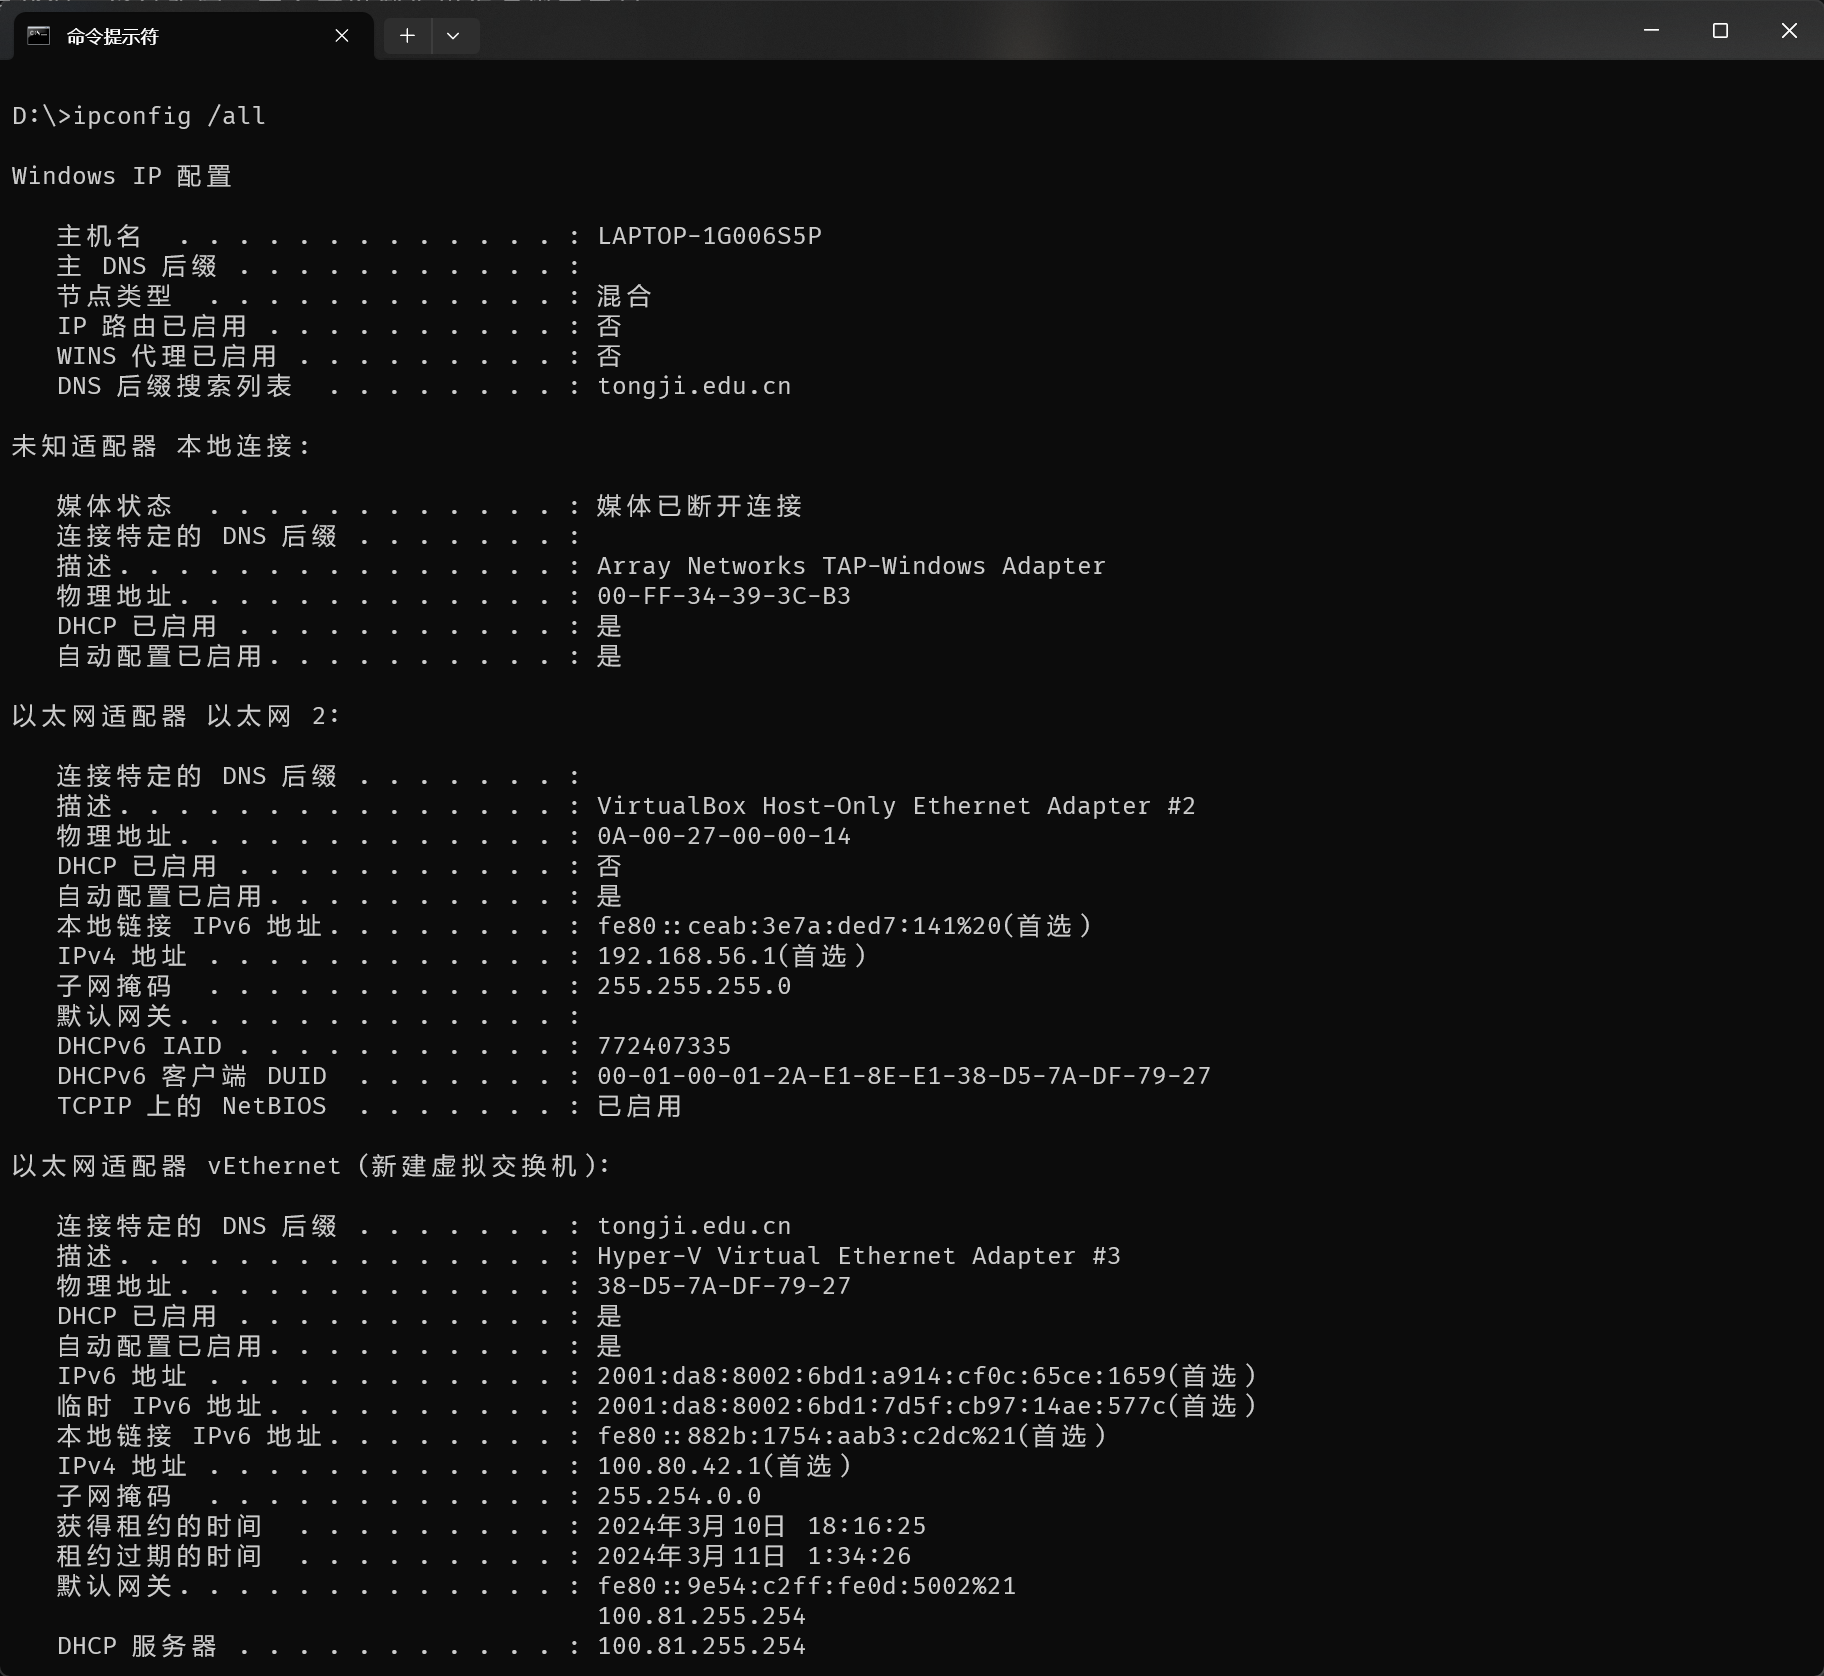 命令提示符
D:\>ipconfig /all
Windows IP 配置
主机名 . . . . . . . . . . . . . : LAPTOP-1G006S5P
主 DNS 后缀 . . . . . . . . . . . :
节点类型 . . . . . . . . . . . . : 混合
IP 路由已启用 . . . . . . . . . . : 否
WINS 代理已启用 . . . . . . . . . : 否
DNS 后缀搜索列表 . . . . . . . . : tongji.edu.cn
未知适配器 本地连接:
媒体状态 . . . . . . . . . . . . : 媒体已断开连接
连接特定的 DNS 后缀 . . . . . . . :
描述. . . . . . . . . . . . . . . : Array Networks TAP-Windows Adapter
物理地址. . . . . . . . . . . . . : 00-FF-34-39-3C-B3
DHCP 已启用 . . . . . . . . . . . : 是
自动配置已启用. . . . . . . . . . : 是
以太网适配器 以太网 2:
连接特定的 DNS 后缀 . . . . . . . :
描述. . . . . . . . . . . . . . . : VirtualBox Host-Only Ethernet Adapter #2
物理地址. . . . . . . . . . . . . : 0A-00-27-00-00-14
DHCP 已启用 . . . . . . . . . . . : 否
自动配置已启用. . . . . . . . . . : 是
本地链接 IPv6 地址. . . . . . . . : fe80::ceab:3e7a:ded7:141%20(首选)
IPv4 地址 . . . . . . . . . . . . : 192.168.56.1(首选)
子网掩码 . . . . . . . . . . . . : 255.255.255.0
默认网关. . . . . . . . . . . . . :
DHCPv6 IAID . . . . . . . . . . . : 772407335
DHCPv6 客户端 DUID . . . . . . . : 00-01-00-01-2A-E1-8E-E1-38-D5-7A-DF-79-27
TCPIP 上的 NetBIOS . . . . . . . : 已启用
以太网适配器 vEthernet (新建虚拟交换机):
连接特定的 DNS 后缀 . . . . . . . : tongji.edu.cn
描述. . . . . . . . . . . . . . . : Hyper-V Virtual Ethernet Adapter #3
物理地址. . . . . . . . . . . . . : 38-D5-7A-DF-79-27
DHCP 已启用 . . . . . . . . . . . : 是
自动配置已启用. . . . . . . . . . : 是
IPv6 地址 . . . . . . . . . . . . : 2001:da8:8002:6bd1:a914:cf0c:65ce:1659(首选)
临时 IPv6 地址. . . . . . . . . . : 2001:da8:8002:6bd1:7d5f:cb97:14ae:577c(首选)
本地链接 IPv6 地址. . . . . . . . : fe80::882b:1754:aab3:c2dc%21(首选)
IPv4 地址 . . . . . . . . . . . . : 100.80.42.1(首选)
子网掩码 . . . . . . . . . . . . : 255.254.0.0
获得租约的时间 . . . . . . . . . : 2024年3月10日 18:16:25
租约过期的时间 . . . . . . . . . : 2024年3月11日 1:34:26
默认网关. . . . . . . . . . . . . : fe80::9e54:c2ff:fe0d:5002%21
100.81.255.254
DHCP 服务器 . . . . . . . . . . . : 100.81.255.254